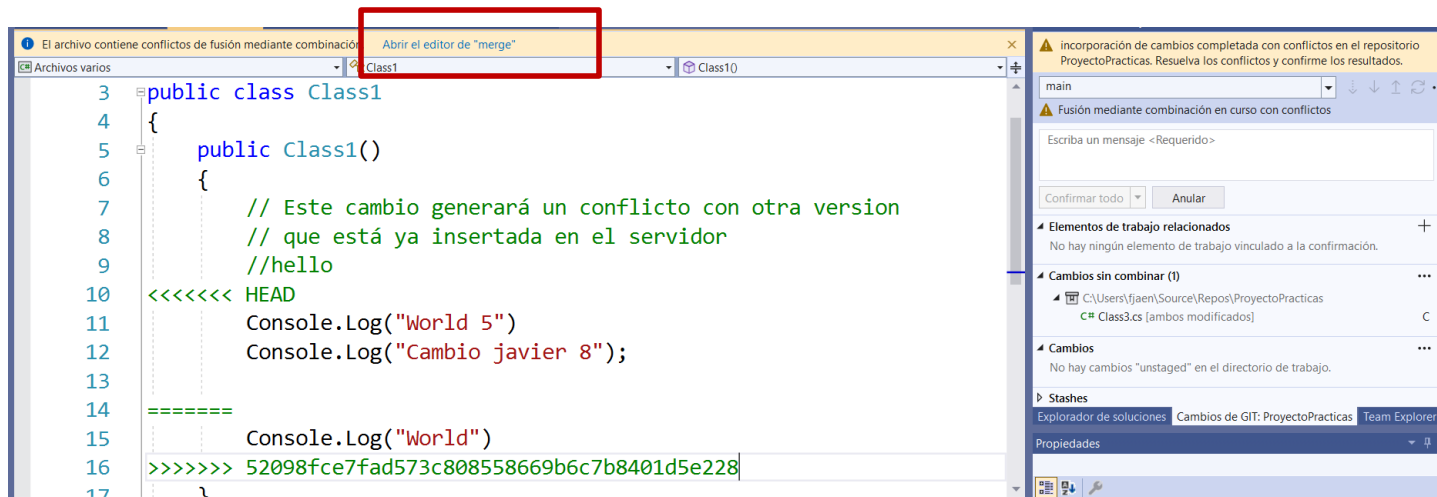 El archivo contiene conflictos de fusión mediante combinación Abrir el editor de "merge"
C# Archivos varios Class1 Class1()
3 public class Class1
4 {
5 public Class1()
6 {
7 // Este cambio generará un conflicto con otra version
8 // que está ya insertada en el servidor
9 //hello
10 <<<<<<< HEAD
11 Console.Log("World 5")
12 Console.Log("Cambio javier 8");
13
14 =======
15 Console.Log("World")
16 >>>>>>> 52098fce7fad573c808558669b6c7b8401d5e228
17 }
incorporación de cambios completada con conflictos en el repositorio
ProyectoPracticas. Resuelva los conflictos y confirme los resultados.
main
Fusión mediante combinación en curso con conflictos
Escriba un mensaje <Requerido>
Confirmar todo Anular
Elementos de trabajo relacionados
No hay ningún elemento de trabajo vinculado a la confirmación.
Cambios sin combinar (1)
C:\Users\fjaen\Source\Repos\ProyectoPracticas
C# Class3.cs [ambos modificados] C
Cambios
No hay cambios "unstaged" en el directorio de trabajo.
Stashes
Explorador de soluciones Cambios de GIT: ProyectoPracticas Team Explorer
Propiedades